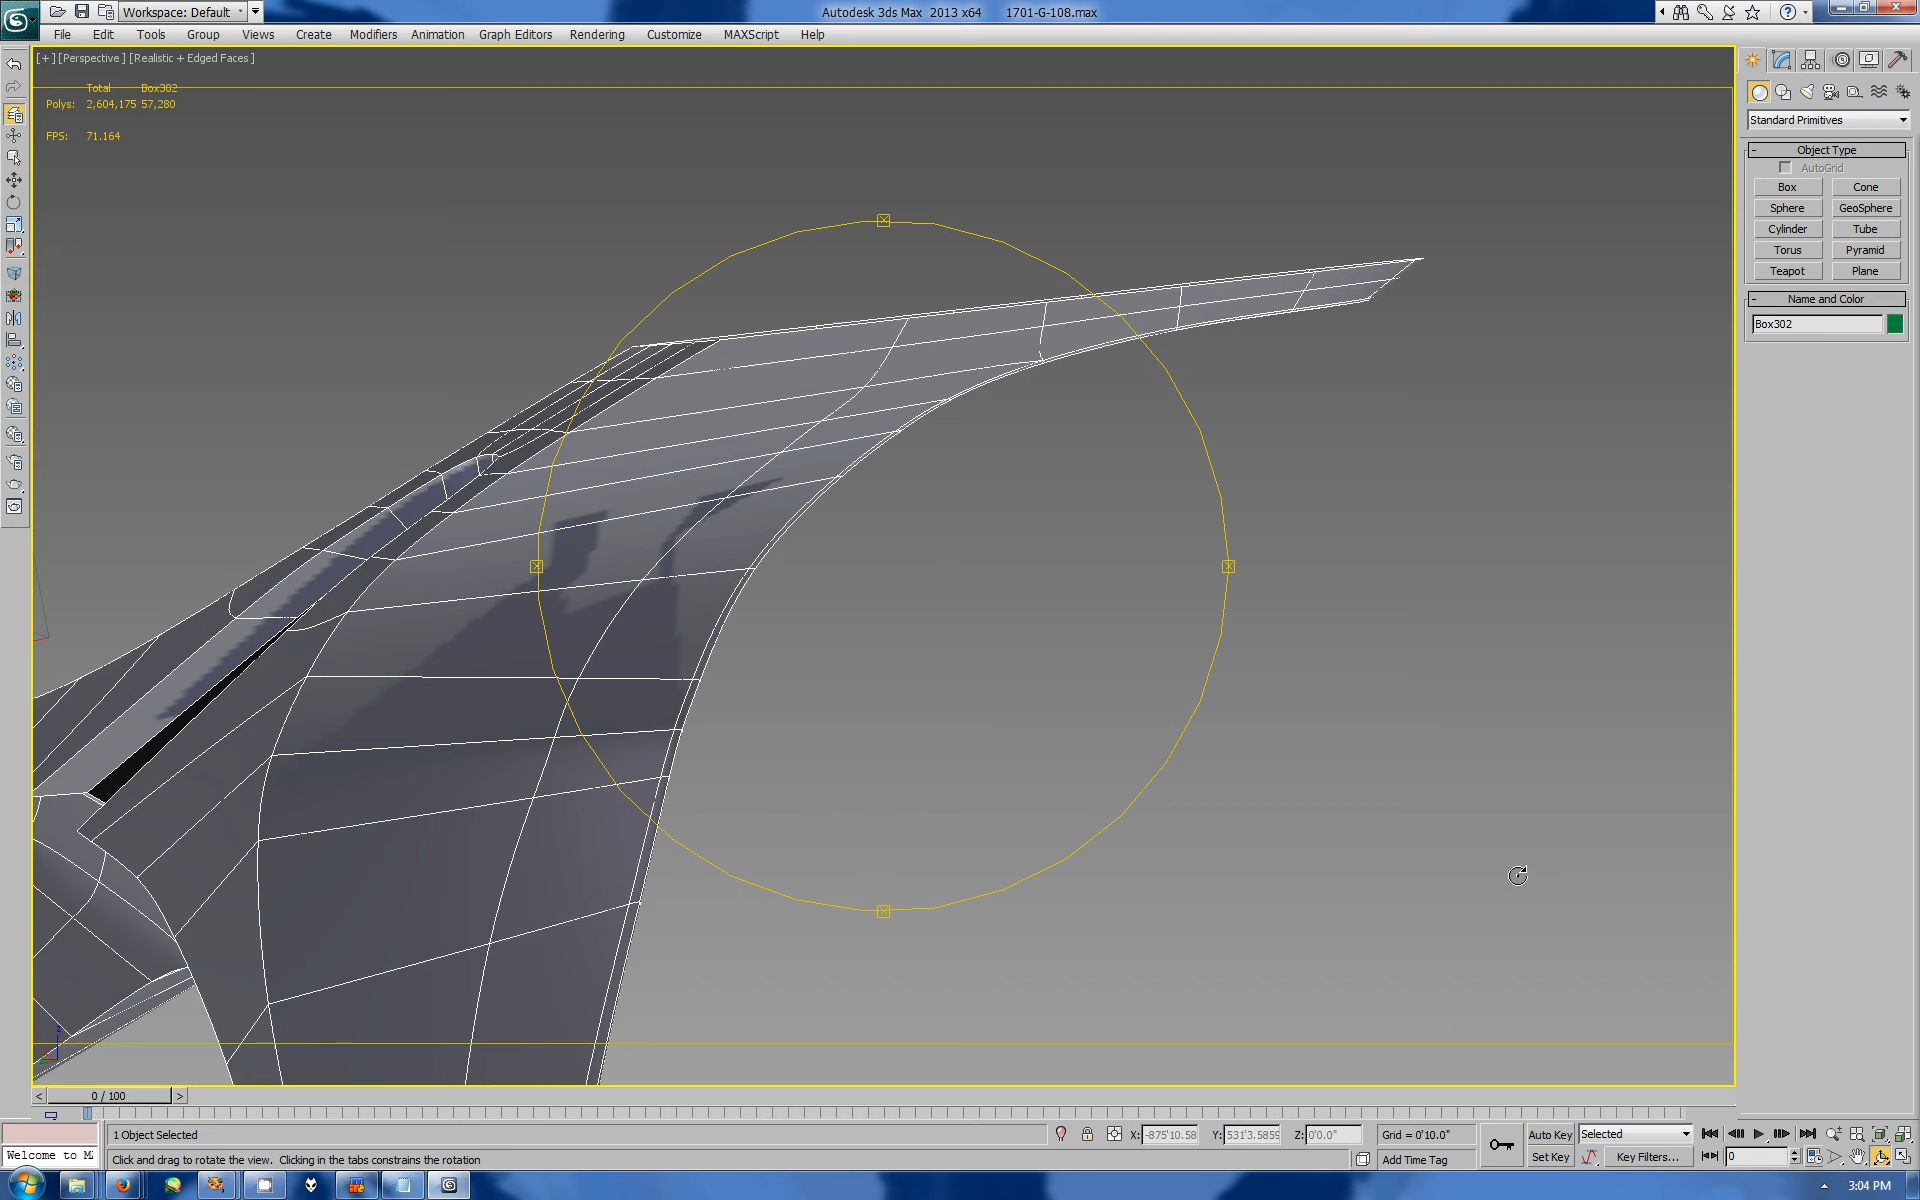 Workspace: Default
Autodesk 3ds Max 2013 x64 1701-G-108.max
File Edit Tools Group Views Create Modifiers Animation Graph Editors Rendering Customize MAXScript Help
[+] [Perspective ] [Realistic + Edged Faces ]
Total Box302
Polys: 2,604,175 57,280
FPS: 71.164
Standard Primitives
- Object Type
AutoGrid
Box Cone
Sphere GeoSphere
Cylinder Tube
Torus Pyramid
Teapot Plane
- Name and Color
Box302
< 0 / 100 >
1 Object Selected
X: -875'10.58 Y: 531'3.5859 Z: 0'0.0" Grid = 0'10.0"
Auto Key Selected
Welcome to M
Click and drag to rotate the view. Clicking in the tabs constrains the rotation
Add Time Tag
Set Key Key Filters... 0
3:04 PM